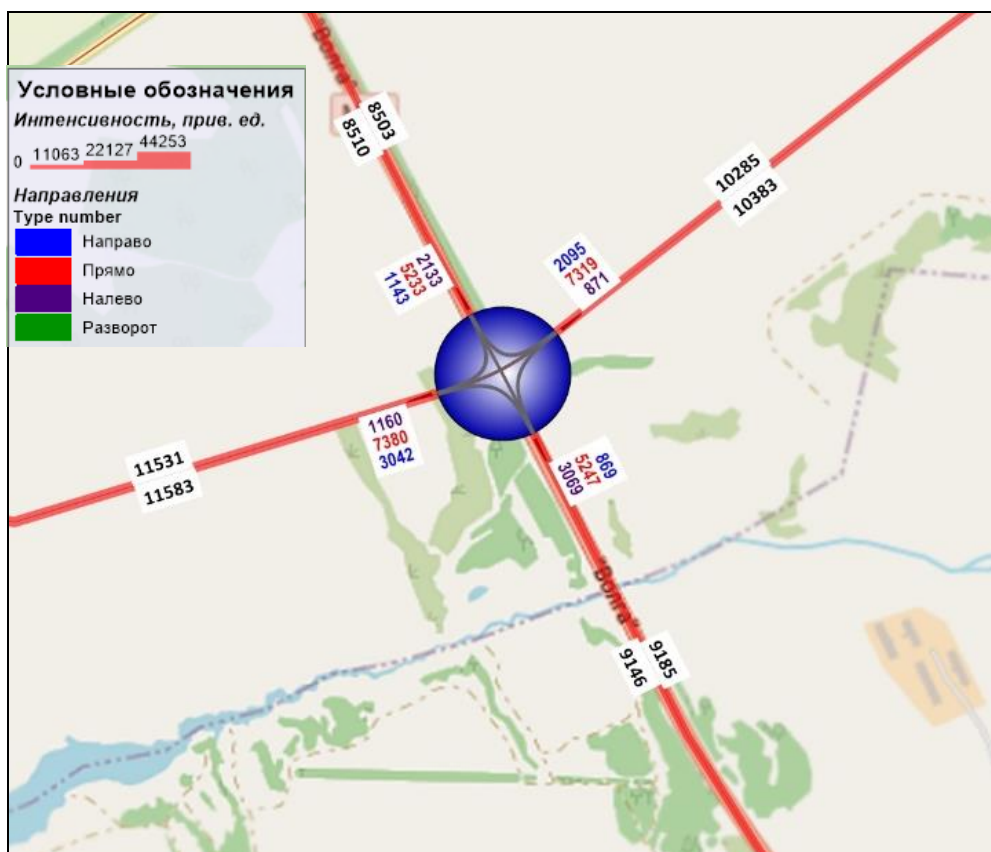 "Волга"
8503
8510
Условные обозначения
Интенсивность, прив. ед.
0 11063 22127 44253
Направления
Type number
Направо
Прямо
Налево
Разворот
10285
10383
2133
5233
1143
2095
7319
871
1160
7380
3042
869
5247
3069
11531
11583
"Волга"
9185
9146